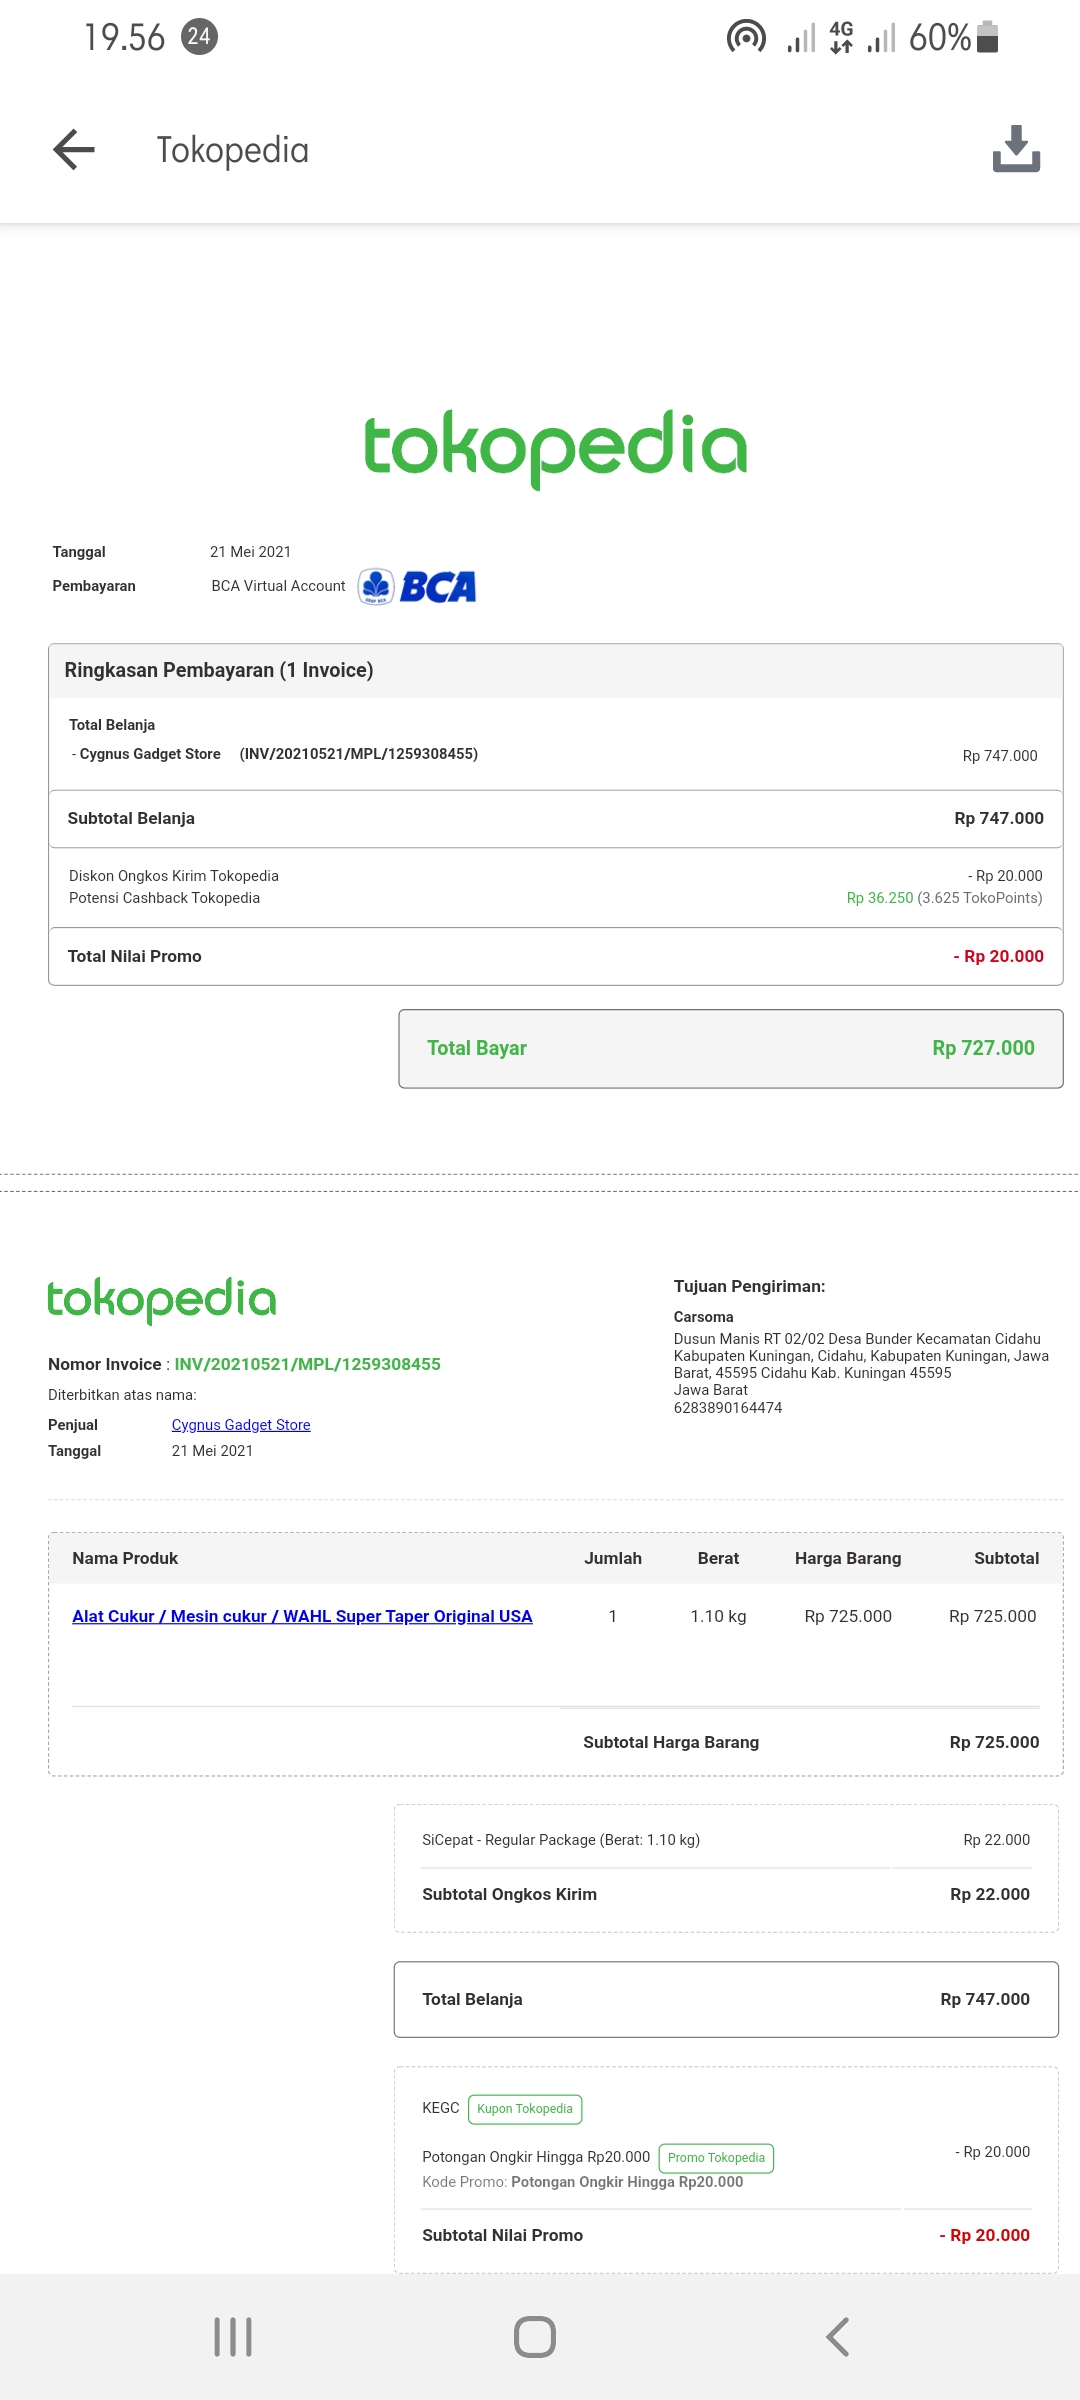 19.56 24 4G 60%
Tokopedia
tokopedia
Tanggal 21 Mei 2021
Pembayaran BCA Virtual Account BCA
Ringkasan Pembayaran (1 Invoice)
Total Belanja
- Cygnus Gadget Store (INV/20210521/MPL/1259308455) Rp 747.000
Subtotal Belanja Rp 747.000
Diskon Ongkos Kirim Tokopedia - Rp 20.000
Potensi Cashback Tokopedia Rp 36.250 (3.625 TokoPoints)
Total Nilai Promo - Rp 20.000
Total Bayar Rp 727.000
tokopedia
Nomor Invoice : INV/20210521/MPL/1259308455
Diterbitkan atas nama:
Penjual Cygnus Gadget Store
Tanggal 21 Mei 2021
Tujuan Pengiriman:
Carsoma
Dusun Manis RT 02/02 Desa Bunder Kecamatan Cidahu
Kabupaten Kuningan, Cidahu, Kabupaten Kuningan, Jawa
Barat, 45595 Cidahu Kab. Kuningan 45595
Jawa Barat
6283890164474
Nama Produk Jumlah Berat Harga Barang Subtotal
Alat Cukur / Mesin cukur / WAHL Super Taper Original USA 1 1.10 kg Rp 725.000 Rp 725.000
Subtotal Harga Barang Rp 725.000
SiCepat - Regular Package (Berat: 1.10 kg) Rp 22.000
Subtotal Ongkos Kirim Rp 22.000
Total Belanja Rp 747.000
KEGC Kupon Tokopedia
Potongan Ongkir Hingga Rp20.000 Promo Tokopedia - Rp 20.000
Kode Promo: Potongan Ongkir Hingga Rp20.000
Subtotal Nilai Promo - Rp 20.000